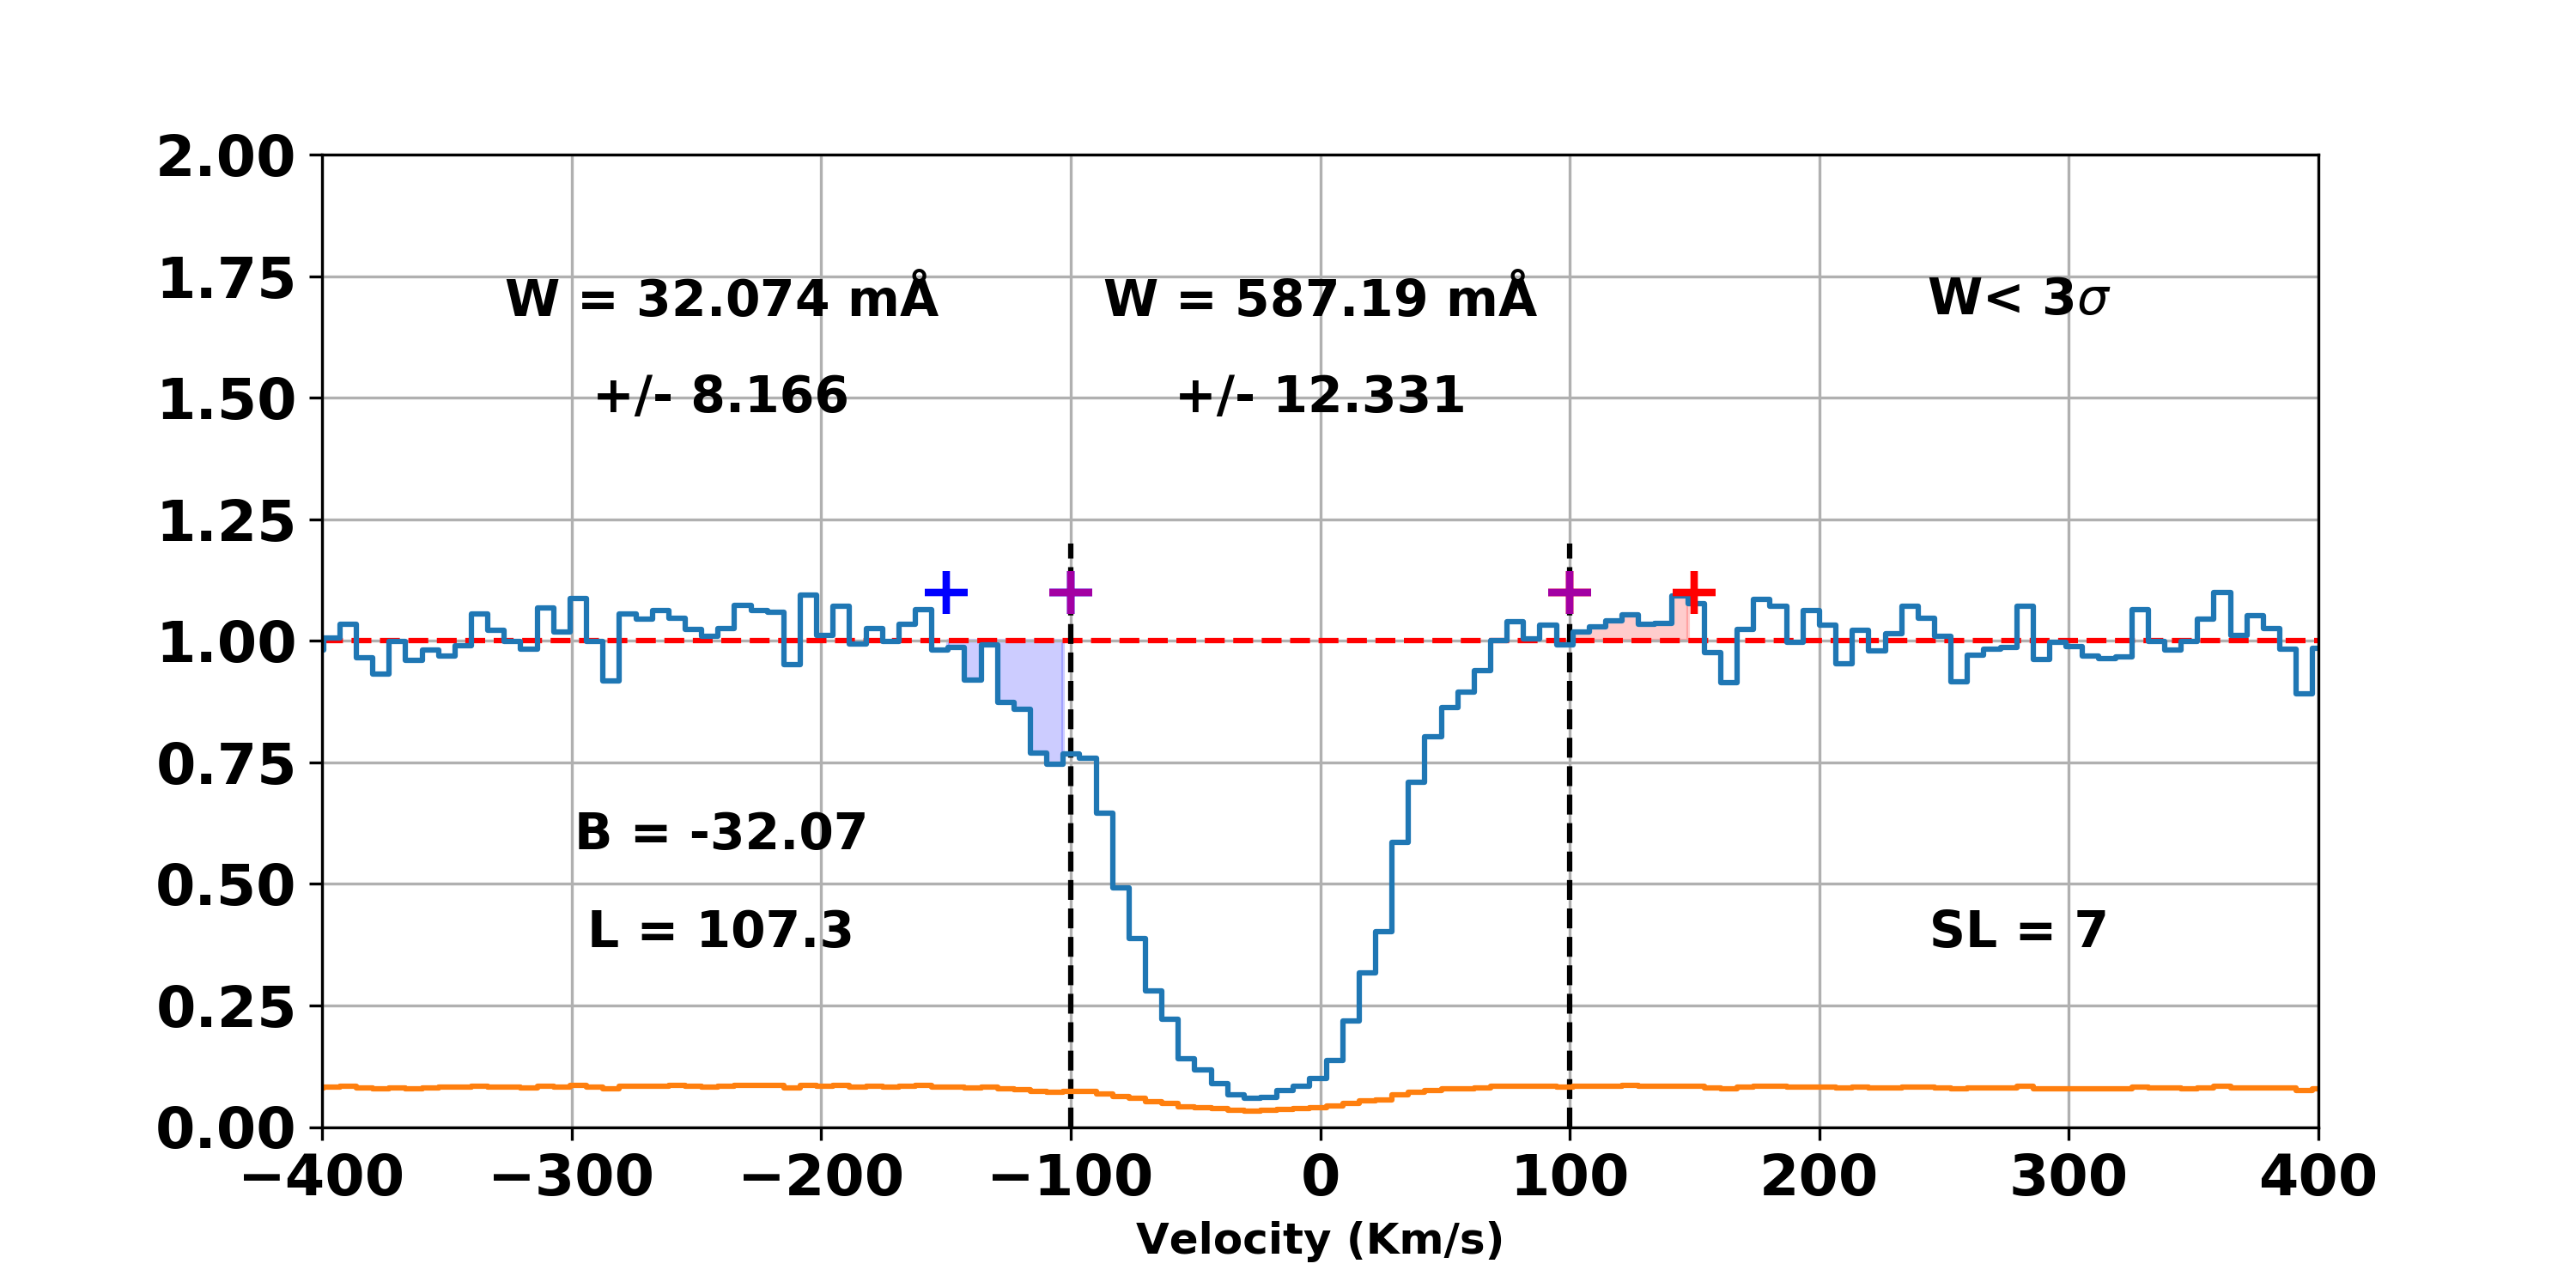 2.00
1.75
1.50
1.25
1.00
0.75
0.50
0.25
0.00
W = 32.074 mÅ
+/- 8.166
W = 587.19 mÅ
+/- 12.331
W< 3σ
B = -32.07
L = 107.3
SL = 7
−400 −300 −200 −100 0 100 200 300 400
Velocity (Km/s)